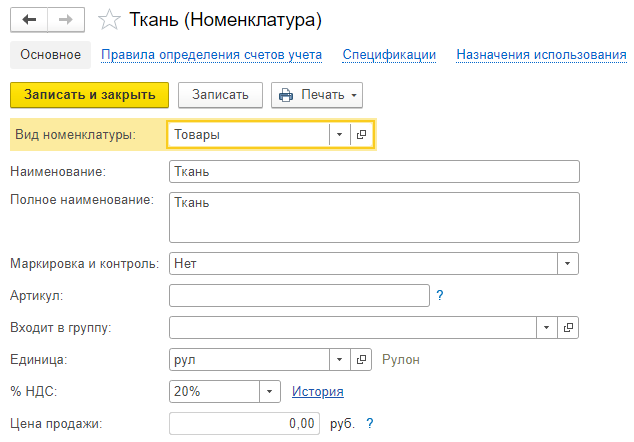 Ткань (Номенклатура)
Основное Правила определения счетов учета Спецификации Назначения использования
Записать и закрыть Записать Печать
Вид номенклатуры: Товары
Наименование: Ткань
Полное наименование: Ткань
Маркировка и контроль: Нет
Артикул: ?
Входит в группу:
Единица: рул Рулон
% НДС: 20% История
Цена продажи: 0,00 руб. ?